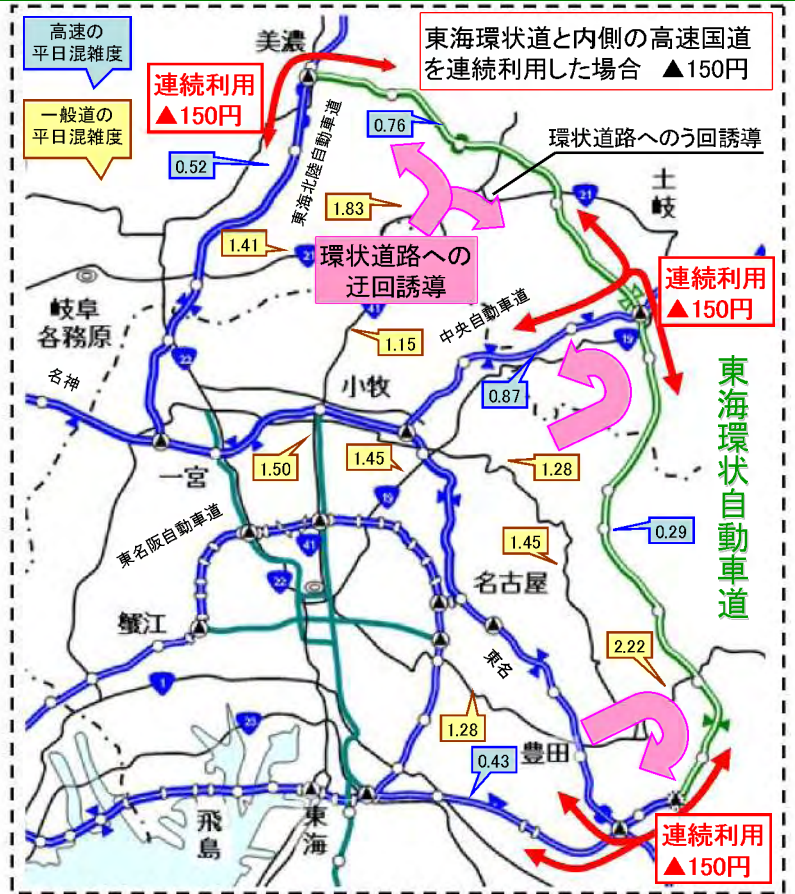 高速の
平日混雑度
一般道の
平日混雑度
美濃
東海環状道と内側の高速国道
を連続利用した場合　▲150円
連続利用
▲150円
0.76
環状道路へのう回誘導
0.52
東海北陸自動車道
土
岐
21
1.83
1.41
21
環状道路への
迂回誘導
連続利用
▲150円
岐阜
各務原
41
中央自動車道
1.15
19
22
小牧
名神
0.87
東海環状自動車道
一宮
1.50
1.45
1.28
19
東名阪自動車道
41
1.45
0.29
22
名古屋
蟹江
東名
2.22
1
23
1.28
豊田
0.43
飛島
東海
連続利用
▲150円